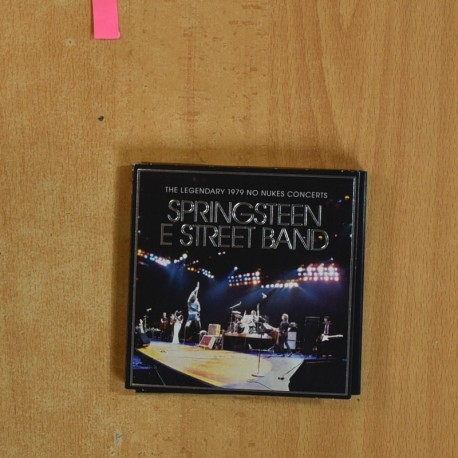 THE LEGENDARY 1979 NO NUKES CONCERTS
SPRINGSTEEN
E STREET BAND